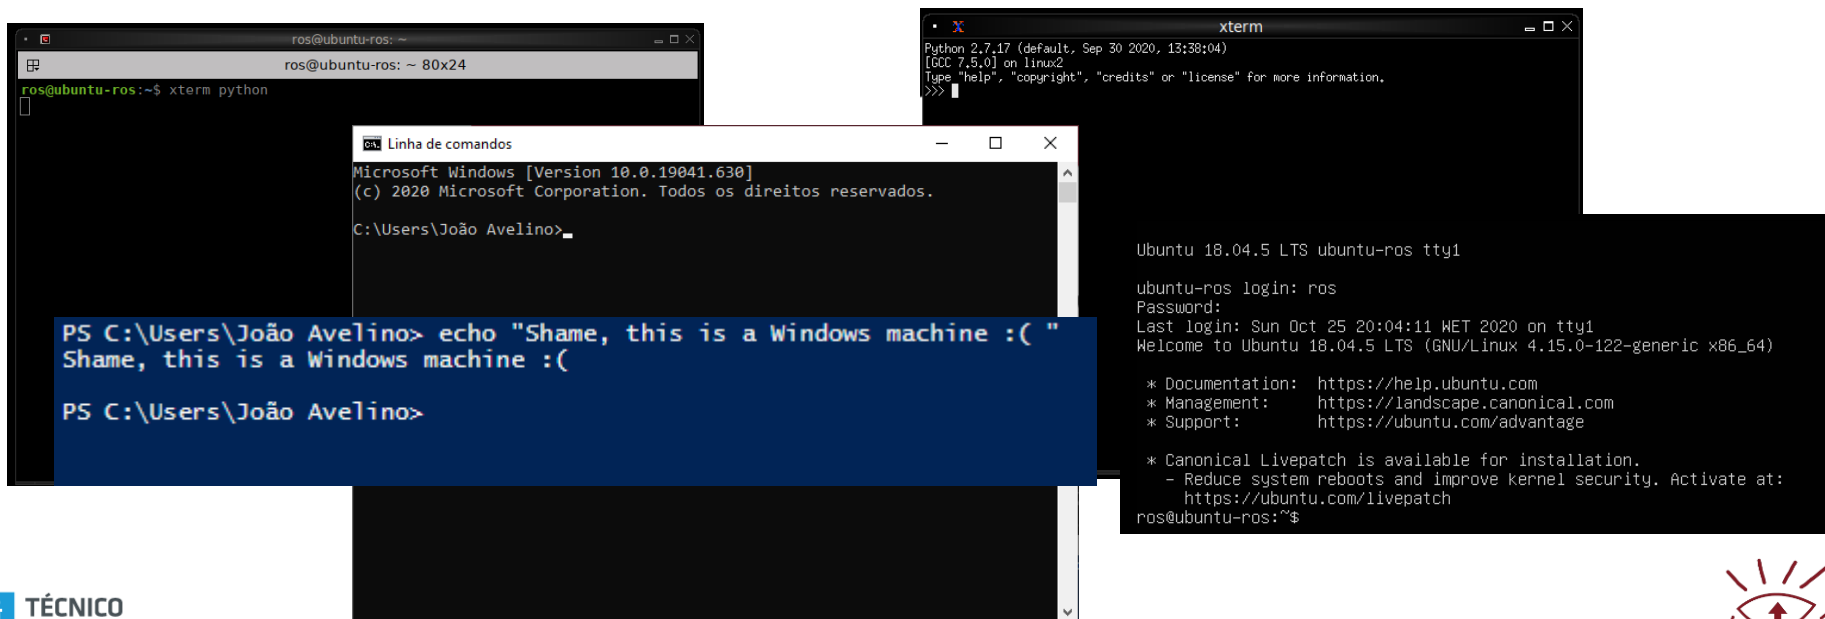 ros@ubuntu-ros: ~
ros@ubuntu-ros: ~ 80x24
ros@ubuntu-ros:~$ xterm python
xterm
Python 2.7.17 (default, Sep 30 2020, 13:38:04)
[GCC 7.5.0] on linux2
Type "help", "copyright", "credits" or "license" for more information.
>>>
Linha de comandos
Microsoft Windows [Version 10.0.19041.630]
(c) 2020 Microsoft Corporation. Todos os direitos reservados.
C:\Users\João Avelino>
PS C:\Users\João Avelino> echo "Shame, this is a Windows machine :( "
Shame, this is a Windows machine :(
PS C:\Users\João Avelino>
Ubuntu 18.04.5 LTS ubuntu-ros tty1
ubuntu-ros login: ros
Password:
Last login: Sun Oct 25 20:04:11 WET 2020 on tty1
Welcome to Ubuntu 18.04.5 LTS (GNU/Linux 4.15.0-122-generic x86_64)
* Documentation:  https://help.ubuntu.com
* Management:     https://landscape.canonical.com
* Support:        https://ubuntu.com/advantage
* Canonical Livepatch is available for installation.
- Reduce system reboots and improve kernel security. Activate at:
https://ubuntu.com/livepatch
ros@ubuntu-ros:~$
TÉCNICO